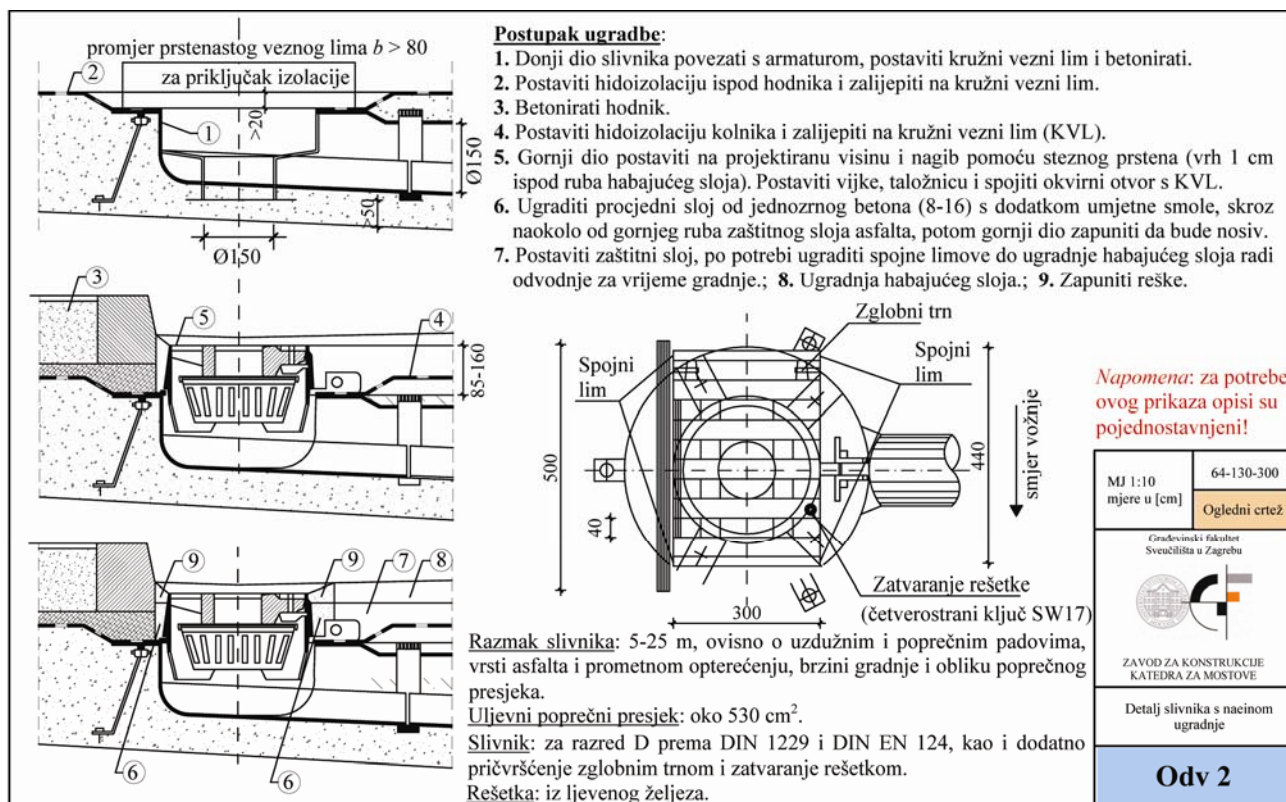 promjer prstenastog veznog lima b > 80
za priključak izolacije
2
1
>20
Ø150
>50
Ø150
3
5
4
85-160
9
9
7
8
6
6
Postupak ugradbe:
1. Donji dio slivnika povezati s armaturom, postaviti kružni vezni lim i betonirati.
2. Postaviti hidoizolaciju ispod hodnika i zalijepiti na kružni vezni lim.
3. Betonirati hodnik.
4. Postaviti hidoizolaciju kolnika i zalijepiti na kružni vezni lim (KVL).
5. Gornji dio postaviti na projektiranu visinu i nagib pomoću steznog prstena (vrh 1 cm
ispod ruba habajućeg sloja). Postaviti vijke, taložnicu i spojiti okvirni otvor s KVL.
6. Ugraditi procjedni sloj od jednozrnog betona (8-16) s dodatkom umjetne smole, skroz
naokolo od gornjeg ruba zaštitnog sloja asfalta, potom gornji dio zapuniti da bude nosiv.
7. Postaviti zaštitni sloj, po potrebi ugraditi spojne limove do ugradnje habajućeg sloja radi
odvodnje za vrijeme gradnje.; 8. Ugradnja habajućeg sloja.; 9. Zapuniti reške.
Zglobni trn
Spojni
lim
Spojni
lim
500
40
300
440
smjer vožnje
Zatvaranje rešetke
(četverostrani ključ SW17)
Razmak slivnika: 5-25 m, ovisno o uzdužnim i poprečnim padovima,
vrsti asfalta i prometnom opterećenju, brzini gradnje i obliku poprečnog
presjeka.
Uljevni poprečni presjek: oko 530 cm².
Slivnik: za razred D prema DIN 1229 i DIN EN 124, kao i dodatno
pričvršćenje zglobnim trnom i zatvaranje rešetkom.
Rešetka: iz ljevenog željeza.
Napomena: za potrebe
ovog prikaza opisi su
pojednostavnjeni!
MJ 1:10
mjere u [cm]
64-130-300
Ogledni crtež
Građevinski fakultet
Sveučilišta u Zagrebu
ZAVOD ZA KONSTRUKCIJE
KATEDRA ZA MOSTOVE
Detalj slivnika s naeinom
ugradnje
Odv 2